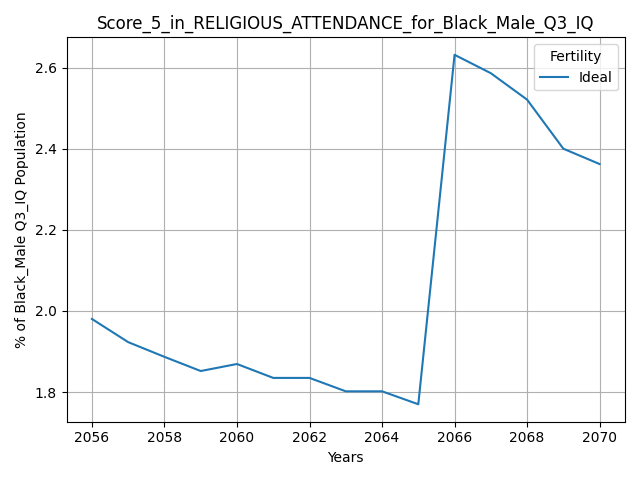 Score_5_in_RELIGIOUS_ATTENDANCE_for_Black_Male_Q3_IQ
Fertility
Ideal
% of Black_Male Q3_IQ Population
2.6
2.4
2.2
2.0
1.8
2056 2058 2060 2062 2064 2066 2068 2070
Years